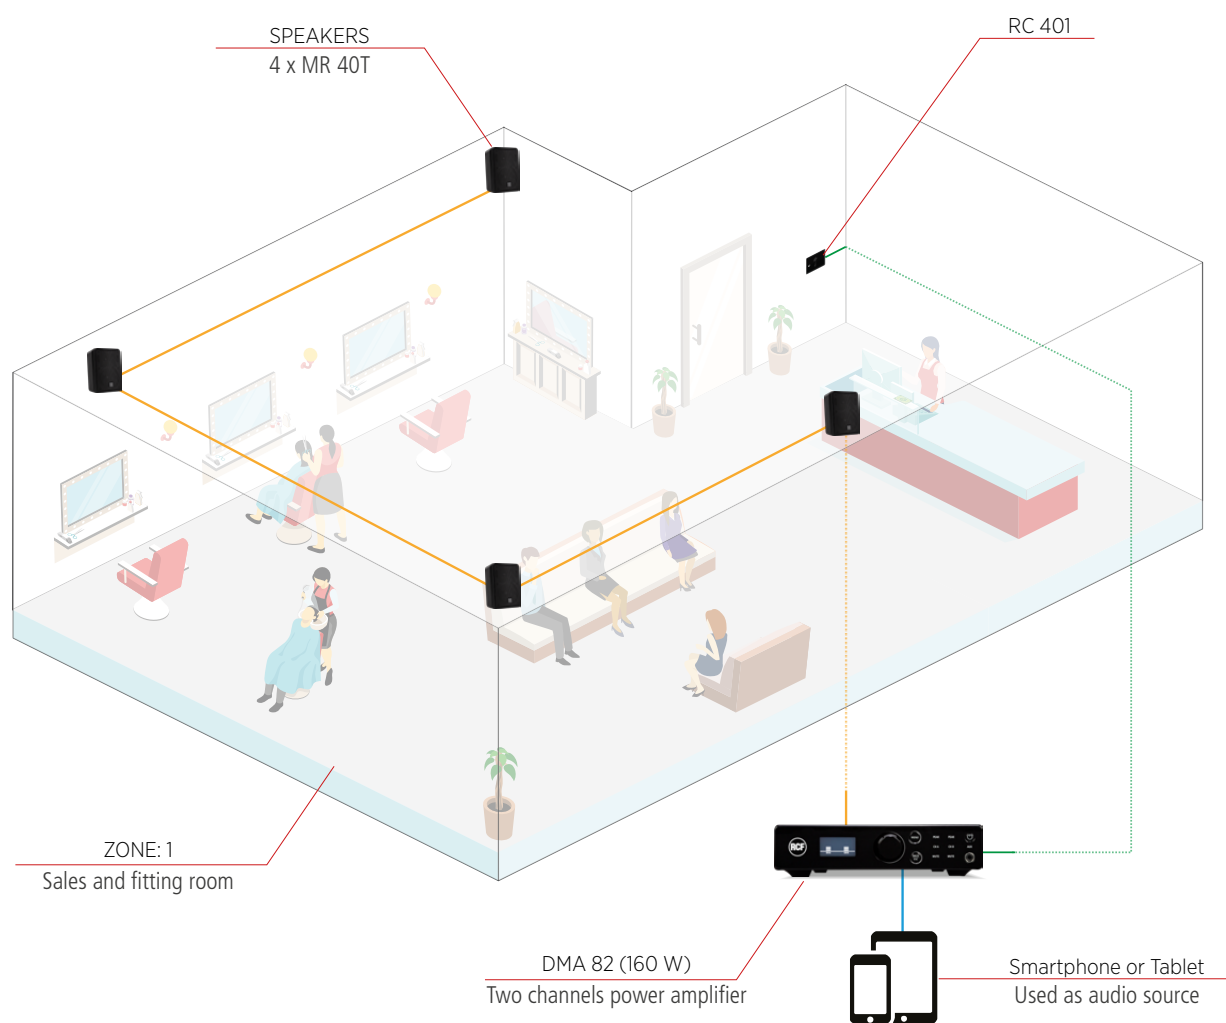 SPEAKERS
4 x MR 40T
RC 401
ZONE: 1
Sales and fitting room
RCF
DMA 82 (160 W)
Two channels power amplifier
Smartphone or Tablet
Used as audio source